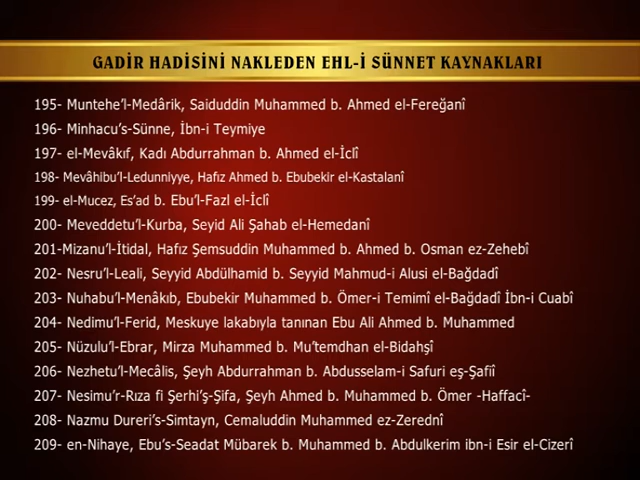 GADİR HADİSİNİ NAKLEDEN EHL-İ SÜNNET KAYNAKLARI
195- Muntehe’l-Medârik, Saiduddin Muhammed b. Ahmed el-Fereğanî
196- Minhacu’s-Sünne, İbn-i Teymiye
197- el-Mevâkıf, Kadı Abdurrahman b. Ahmed el-İclî
198- Mevâhibu’l-Ledunniyye, Hafız Ahmed b. Ebubekir el-Kastalanî
199- el-Mucez, Es’ad b. Ebu’l-Fazl el-İclî
200- Meveddetu’l-Kurba, Seyid Ali Şahab el-Hemedanî
201-Mizanu’l-İtidal, Hafız Şemsuddin Muhammed b. Ahmed b. Osman ez-Zehebî
202- Nesru’l-Leali, Seyyid Abdülhamid b. Seyyid Mahmud-i Alusi el-Bağdadî
203- Nuhabu’l-Menâkıb, Ebubekir Muhammed b. Ömer-i Temimî el-Bağdadî İbn-i Cuabî
204- Nedimu’l-Ferid, Meskuye lakabıyla tanınan Ebu Ali Ahmed b. Muhammed
205- Nüzulu’l-Ebrar, Mirza Muhammed b. Mu’temdhan el-Bidahşî
206- Nezhetu’l-Mecâlis, Şeyh Abdurrahman b. Abdusselam-i Safuri eş-Şafiî
207- Nesimu’r-Rıza fi Şerhi’ş-Şifa, Şeyh Ahmed b. Muhammed b. Ömer -Haffacî-
208- Nazmu Dureri’s-Simtayn, Cemaluddin Muhammed ez-Zerednî
209- en-Nihaye, Ebu’s-Seadat Mübarek b. Muhammed b. Abdulkerim ibn-i Esir el-Cizerî